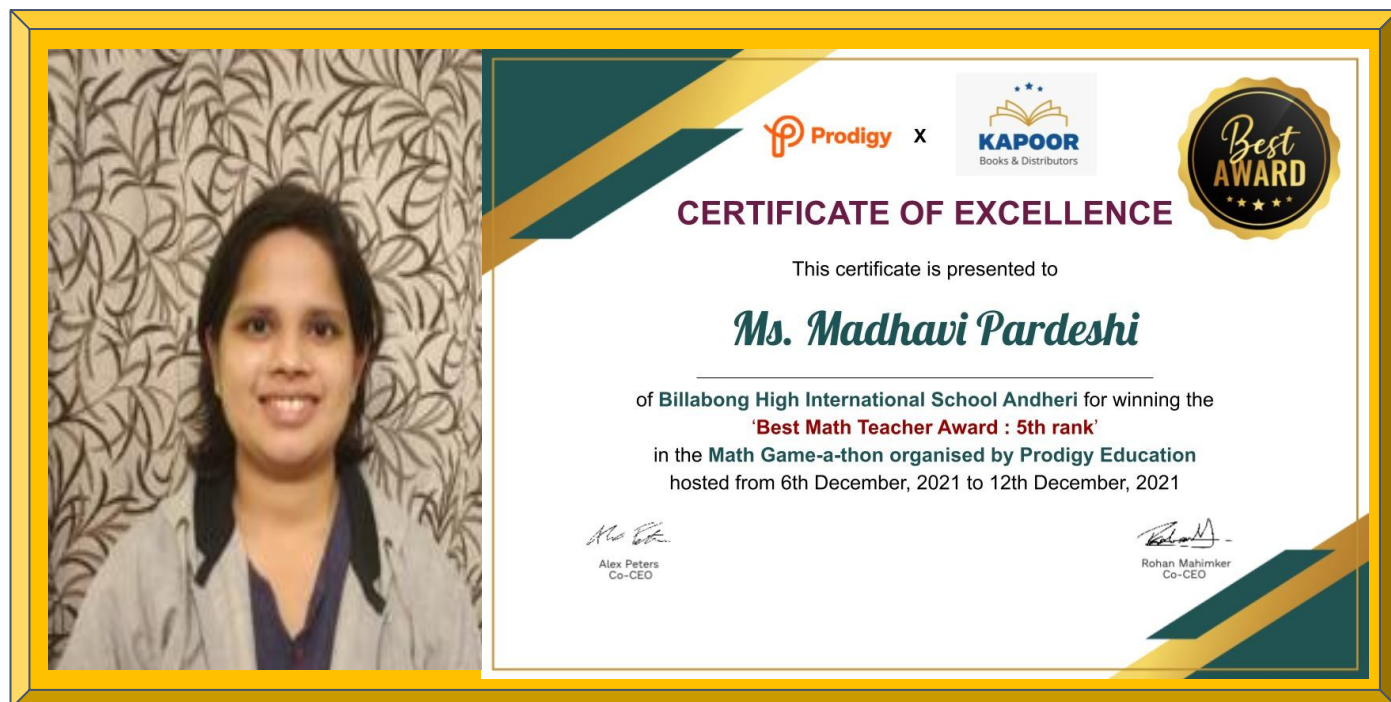 Prodigy X KAPOOR
Books & Distributors
Best
AWARD
CERTIFICATE OF EXCELLENCE
This certificate is presented to
Ms. Madhavi Pardeshi
of Billabong High International School Andheri for winning the
‘Best Math Teacher Award : 5th rank’
in the Math Game-a-thon organised by Prodigy Education
hosted from 6th December, 2021 to 12th December, 2021
Alex Peters
Co-CEO
Rohan Mahimker
Co-CEO